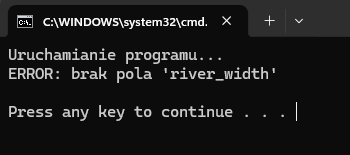 C:\WINDOWS\system32\cmd.
Uruchamianie programu...
ERROR: brak pola 'river_width'
Press any key to continue . . .